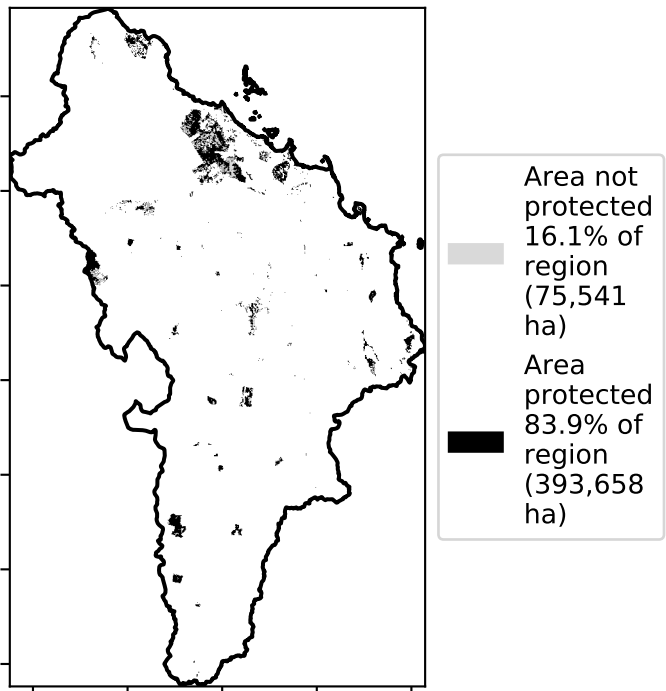 Area not
protected
16.1% of
region
(75,541
ha)
Area
protected
83.9% of
region
(393,658
ha)